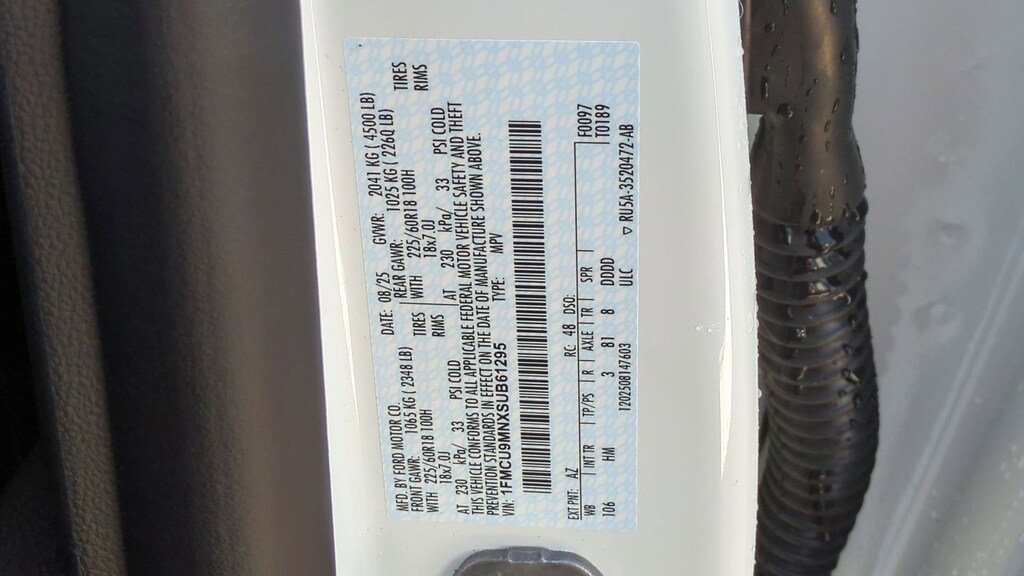 MFD. BY FORD MOTOR CO. DATE: 08/25 GVWR: 2041 KG ( 4500 LB)
FRONT GAWR: 1065 KG ( 2348 LB) REAR GAWR: 1025 KG ( 2260 LB)
WITH 225/60R18 100H TIRES WITH 225/60R18 100H TIRES
18x7.0J RIMS 18x7.0J RIMS
AT 230 kPa/ 33 PSI COLD AT 230 kPa/ 33 PSI COLD
THIS VEHICLE CONFORMS TO ALL APPLICABLE FEDERAL MOTOR VEHICLE SAFETY AND THEFT
PREVENTION STANDARDS IN EFFECT ON THE DATE OF MANUFACTURE SHOWN ABOVE.
VIN: 1FMCU9MNXSUB61295 TYPE: MPV
EXT PNT: AZ RC: 48 DSO: F0097
WB INT TR TP/PS R AXLE TR SPR T0189
106 HM 3 B1 8 DDDD
1202508147603 ULC ▽ RU5A-3520472-AB